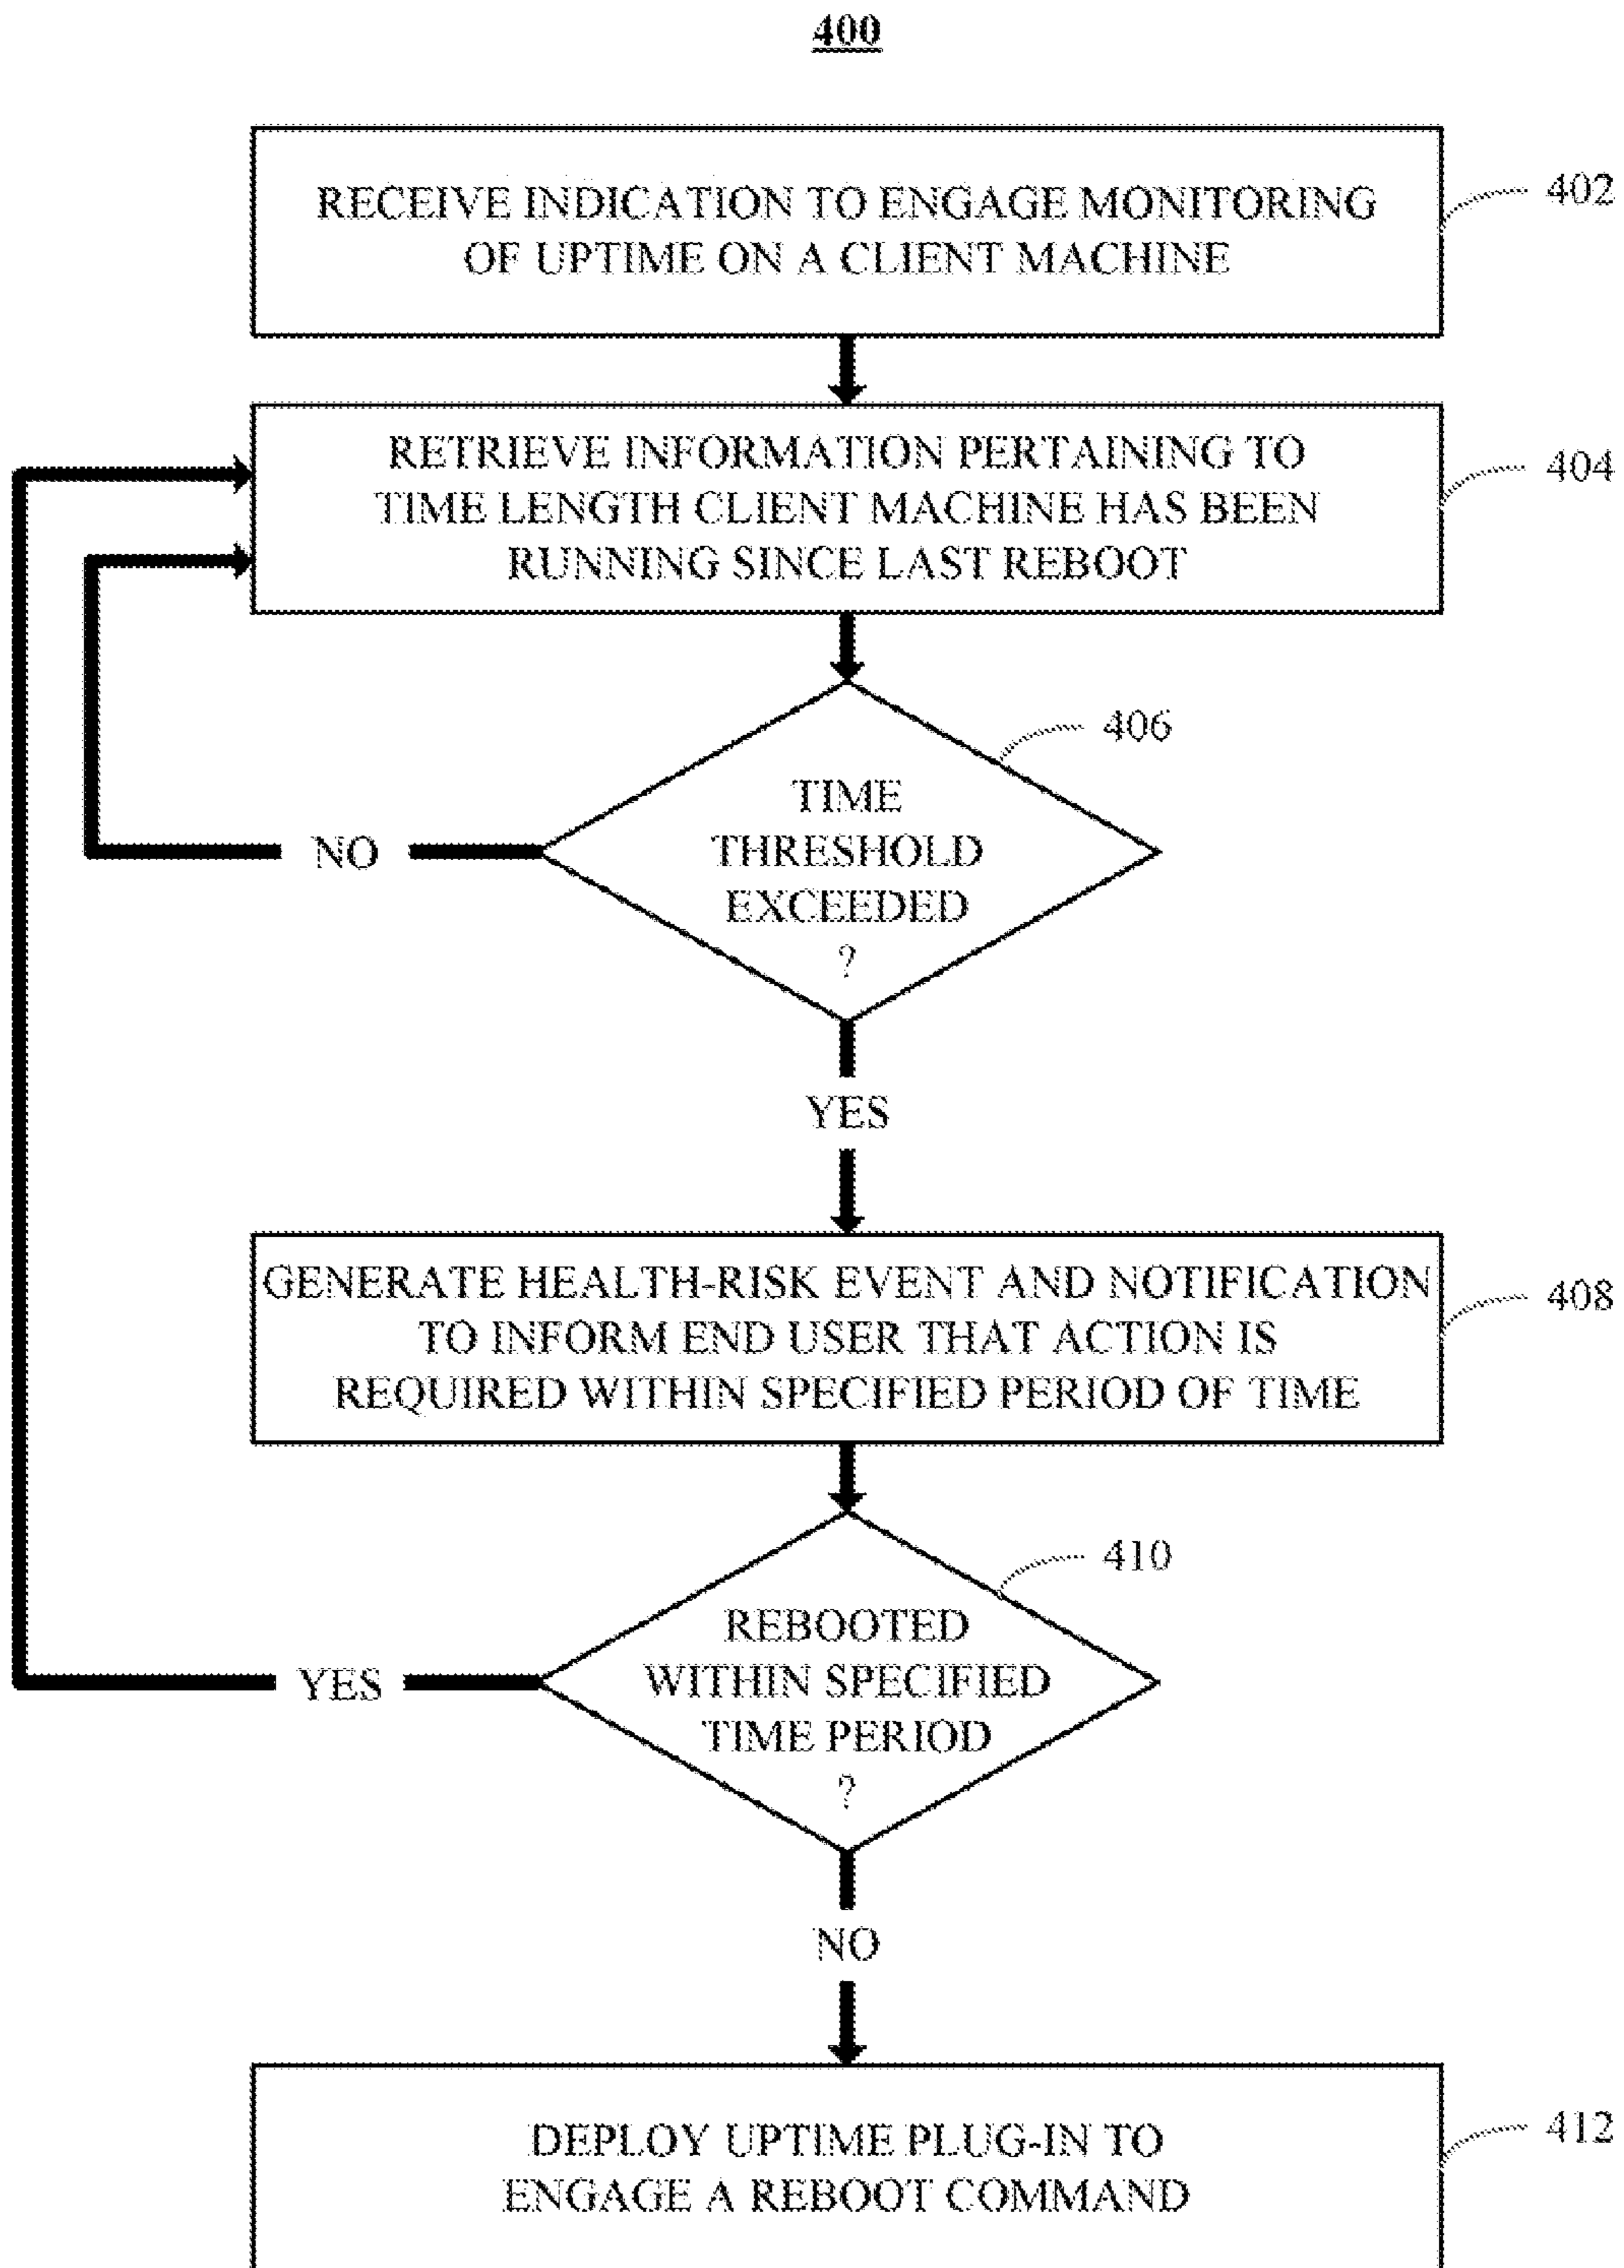 400
RECEIVE INDICATION TO ENGAGE MONITORING
OF UPTIME ON A CLIENT MACHINE
402
RETRIEVE INFORMATION PERTAINING TO
TIME LENGTH CLIENT MACHINE HAS BEEN
RUNNING SINCE LAST REBOOT
404
406
TIME
THRESHOLD
EXCEEDED
?
NO
YES
GENERATE HEALTH-RISK EVENT AND NOTIFICATION
TO INFORM END USER THAT ACTION IS
REQUIRED WITHIN SPECIFIED PERIOD OF TIME
408
410
REBOOTED
WITHIN SPECIFIED
TIME PERIOD
?
YES
NO
DEPLOY UPTIME PLUG-IN TO
ENGAGE A REBOOT COMMAND
412